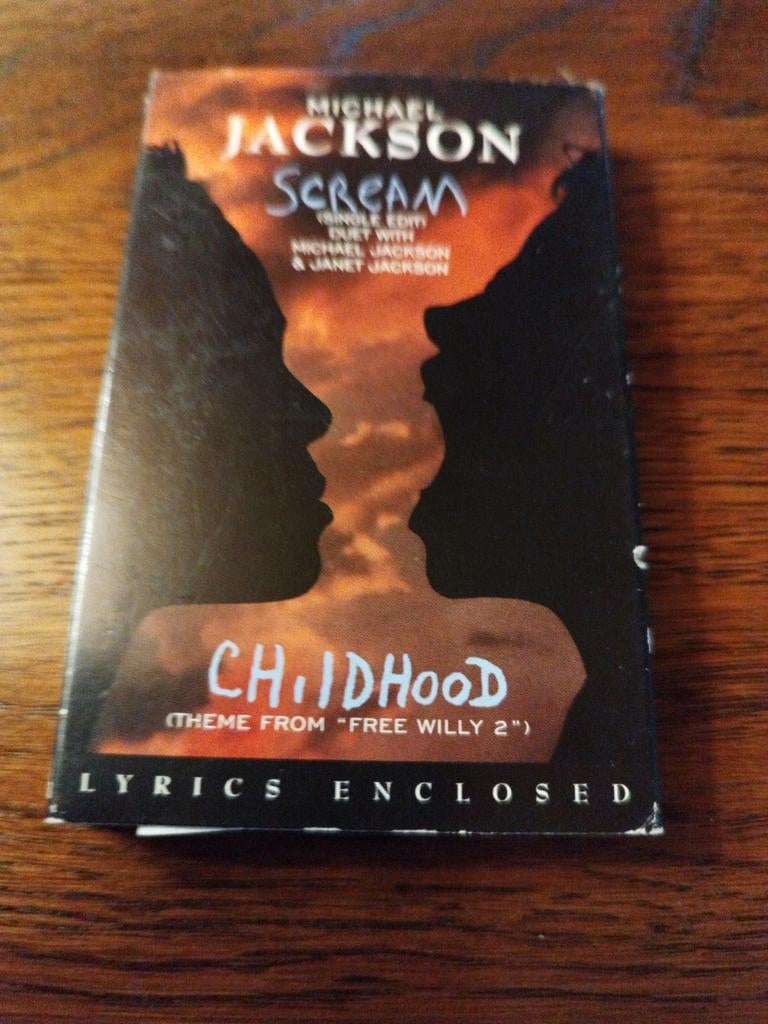 MICHAEL
JACKSON
SCREAM
(SINGLE EDIT)
DUET WITH
MICHAEL JACKSON
& JANET JACKSON
CHilDHOOD
(THEME FROM "FREE WILLY 2")
LYRICS ENCLOSED